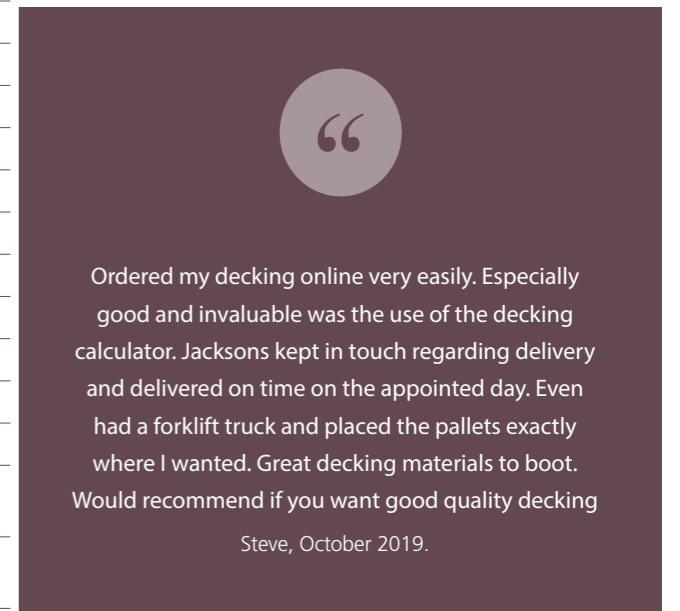 “
Ordered my decking online very easily. Especially
good and invaluable was the use of the decking
calculator. Jacksons kept in touch regarding delivery
and delivered on time on the appointed day. Even
had a forklift truck and placed the pallets exactly
where I wanted. Great decking materials to boot.
Would recommend if you want good quality decking
Steve, October 2019.